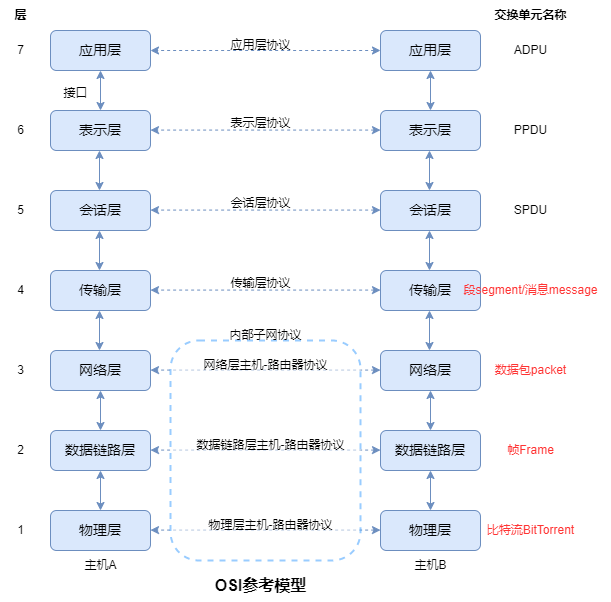 层
交换单元名称
7
应用层
应用层协议
应用层
ADPU
接口
6
表示层
表示层协议
表示层
PPDU
5
会话层
会话层协议
会话层
SPDU
4
传输层
传输层协议
传输层
段segment/消息message
内部子网协议
3
网络层
网络层主机-路由器协议
网络层
数据包packet
2
数据链路层
数据链路层主机-路由器协议
数据链路层
帧Frame
1
物理层
物理层主机-路由器协议
物理层
比特流BitTorrent
主机A
主机B
OSI参考模型